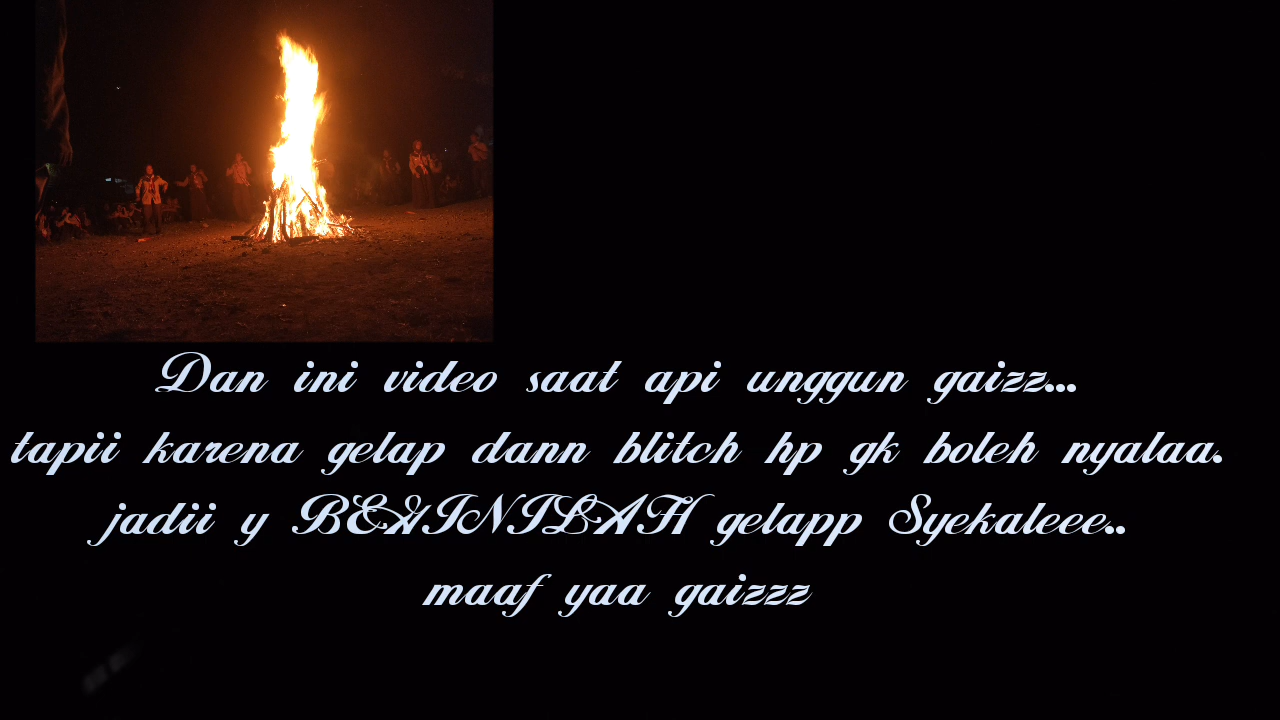 Dan ini video saat api unggun gaizz...
tapii karena gelap dann blitch hp gk boleh nyalaa.
jadii y BEGINILAH gelapp Syekaleee..
maaf yaa gaizzz